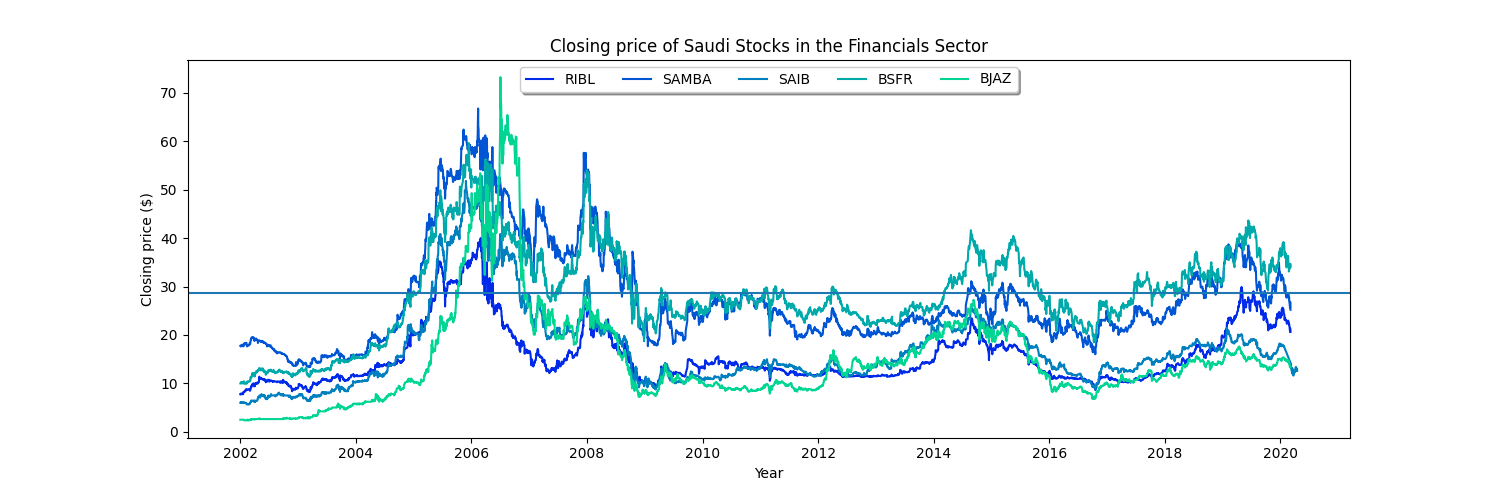 Closing price of Saudi Stocks in the Financials Sector
RIBL SAMBA SAIB BSFR BJAZ
Closing price ($)
70
60
50
40
30
20
10
0
2002 2004 2006 2008 2010 2012 2014 2016 2018 2020
Year